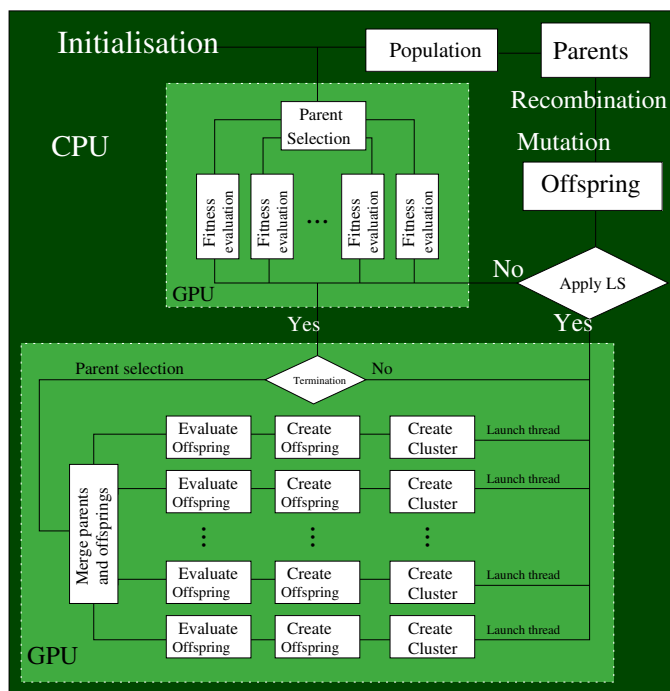 Initialisation
Population
Parents
Recombination
Mutation
Offspring
CPU
Parent
Selection
Fitness
evaluation
Fitness
evaluation
...
Fitness
evaluation
Fitness
evaluation
GPU
No
Apply LS
Yes
Yes
Parent selection
Termination
No
Evaluate
Offspring
Create
Offspring
Create
Cluster
Launch thread
Evaluate
Offspring
Create
Offspring
Create
Cluster
Launch thread
Merge parents
and offsprings
Evaluate
Offspring
Create
Offspring
Create
Cluster
Launch thread
Evaluate
Offspring
Create
Offspring
Create
Cluster
Launch thread
GPU